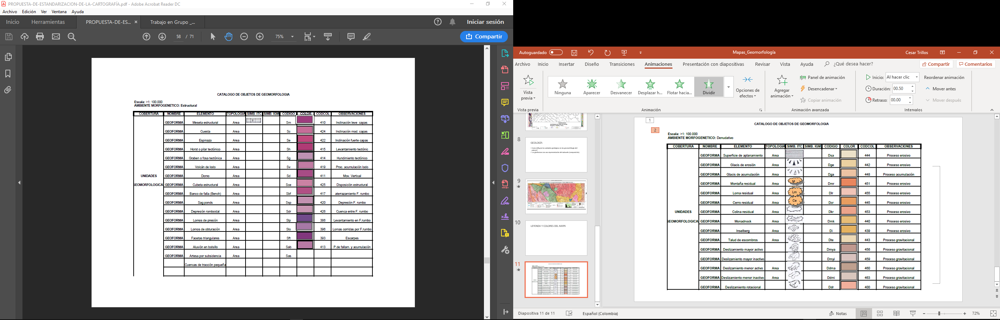 PROPUESTA-DE-ESTANDARIZACION-DE-LA-CARTOGRAFÍA.pdf - Adobe Acrobat Reader DC
Archivo Edición Ver Ventana Ayuda
Inicio Herramientas PROPUESTA-DE-ES... × Trabajo en Grupo _... Iniciar sesión
58 / 71 75% Compartir
CATALOGO DE OBJETOS DE GEOMORFOLOGIA
Escala: >1: 100.000
AMBIENTE MORFOGENETICO: Estructural
COBERTURA NOMBRE ELEMENTO TOPOLOGIA SIMB. ITC SIMB. IGM CODIGO COLOR CODCOL OBSERVACIONES
GEOFORMA Meseta estructural Area Sm 410 Inclinación leve capas
GEOFORMA Cuesta Area Sc 424 Inclinación mod. capas
GEOFORMA Espinazo Area Se 422 Inclinación fuerte capas
GEOFORMA Horst o pilar tectónico Area Sh 415 Levantamiento tectónic
GEOFORMA Graben o fosa tectónica Area Sg 414 Hundimiento tectónico
GEOFORMA Volcán de lodo Area Sv 419 Proc. acumulación lodo
UNIDADES GEOFORMA Domo Area Sd 411 Mov. Vertical
GEOMORFOLOGICA GEOFORMA Cubeta estructural Area Sce 425 Disposición estructural
GEOFORMA Banco de falla (Bench) Area Sbf 417 aterrazamiento F. rumbo
GEOFORMA Sag ponds Area Ssp 420 Depresión F. rumbo
GEOFORMA Depresión romboidal Area Sdr 426 Cuenca entre F. rumbo
GEOFORMA Lomos de presión Area Slp 386 Levantamiento en F.rumbo
GEOFORMA Lomos de obturación Area Slo 396 Lomas corridas por F.rumbo
GEOFORMA Facetas triangulares Area Sft 393 Escarpes
GEOFORMA Aluvión en bolsillo Area Sab 413 P.de fallam. y acumulación
GEOFORMA Artesa por subsidencia Area Sas
Cuencas de tracción pequeña
Autoguardado Mapas_Geomorfología Cesar Trillos
Archivo Inicio Insertar Diseño Transiciones Animaciones Presentación con diapositivas Revisar Vista Ayuda ¿Qué desea hacer? Compartir Comentarios
Vista previa
Ninguna Aparecer Desvanecer Desplazar h... Flotar hacia... Dividir
Opciones de efectos
Agregar animación
Panel de animación
Desencadenar
Copiar animación
Inicio: Al hacer clic
Duración: 00.50
Retraso: 00.00
Reordenar animación
Mover antes
Mover después
Vista previa Animación Animación avanzada Intervalos
8
GEOLOGÍA
9
10
LEYENDA Y COLORES DEL MAPA
11
1
2
CATALOGO DE OBJETOS DE GEOMORFOLOGIA
Escala: >1: 100.000
AMBIENTE MORFOGENETICO: Denudativo
COBERTURA NOMBRE ELEMENTO TOPOLOGIA SIMB. ITC SIMB. IGM CODIGO COLOR CODCOL OBSERVACIONES
GEOFORMA Superficie de aplanamiento Area Dsa 444 Proceso erosivo
GEOFORMA Glacis de erosión Area Dge 442 Proceso erosivo
GEOFORMA Glacis de acumulación Area Dga 448 Proceso acumulación
GEOFORMA Montaña residual Area M Dmr 451 Proceso erosivo
GEOFORMA Loma residual Area Lm Dlr 455 Proceso erosivo
GEOFORMA Cerro residual Area Ce Dcr 445 Proceso erosivo
UNIDADES GEOFORMA Colina residual Area Dkr 453 Proceso erosivo
GEOMORFOLOGICA GEOFORMA Monadnock Area Dmk 440 Proceso erosivo
GEOFORMA Inselberg Area Di 439 Proceso erosivo
GEOFORMA Talud de escombros Area Dte 443 Proceso gravitacional
GEOFORMA Deslizamiento mayor activo Dmya 456 Proceso gravitacional
GEOFORMA Deslizamiento mayor inactivo Area Dmyi 459 Proceso gravitacional
GEOFORMA Deslizamiento menor activo Area Ddma 460 Proceso gravitacional
GEOFORMA Deslizamiento menor inactivo Area Ddmi 463 Proceso gravitacional
GEOFORMA Deslizamiento rotacional Ddr 400 Proceso gravitacional
Diapositiva 11 de 11 Español (Colombia) Notas 72%